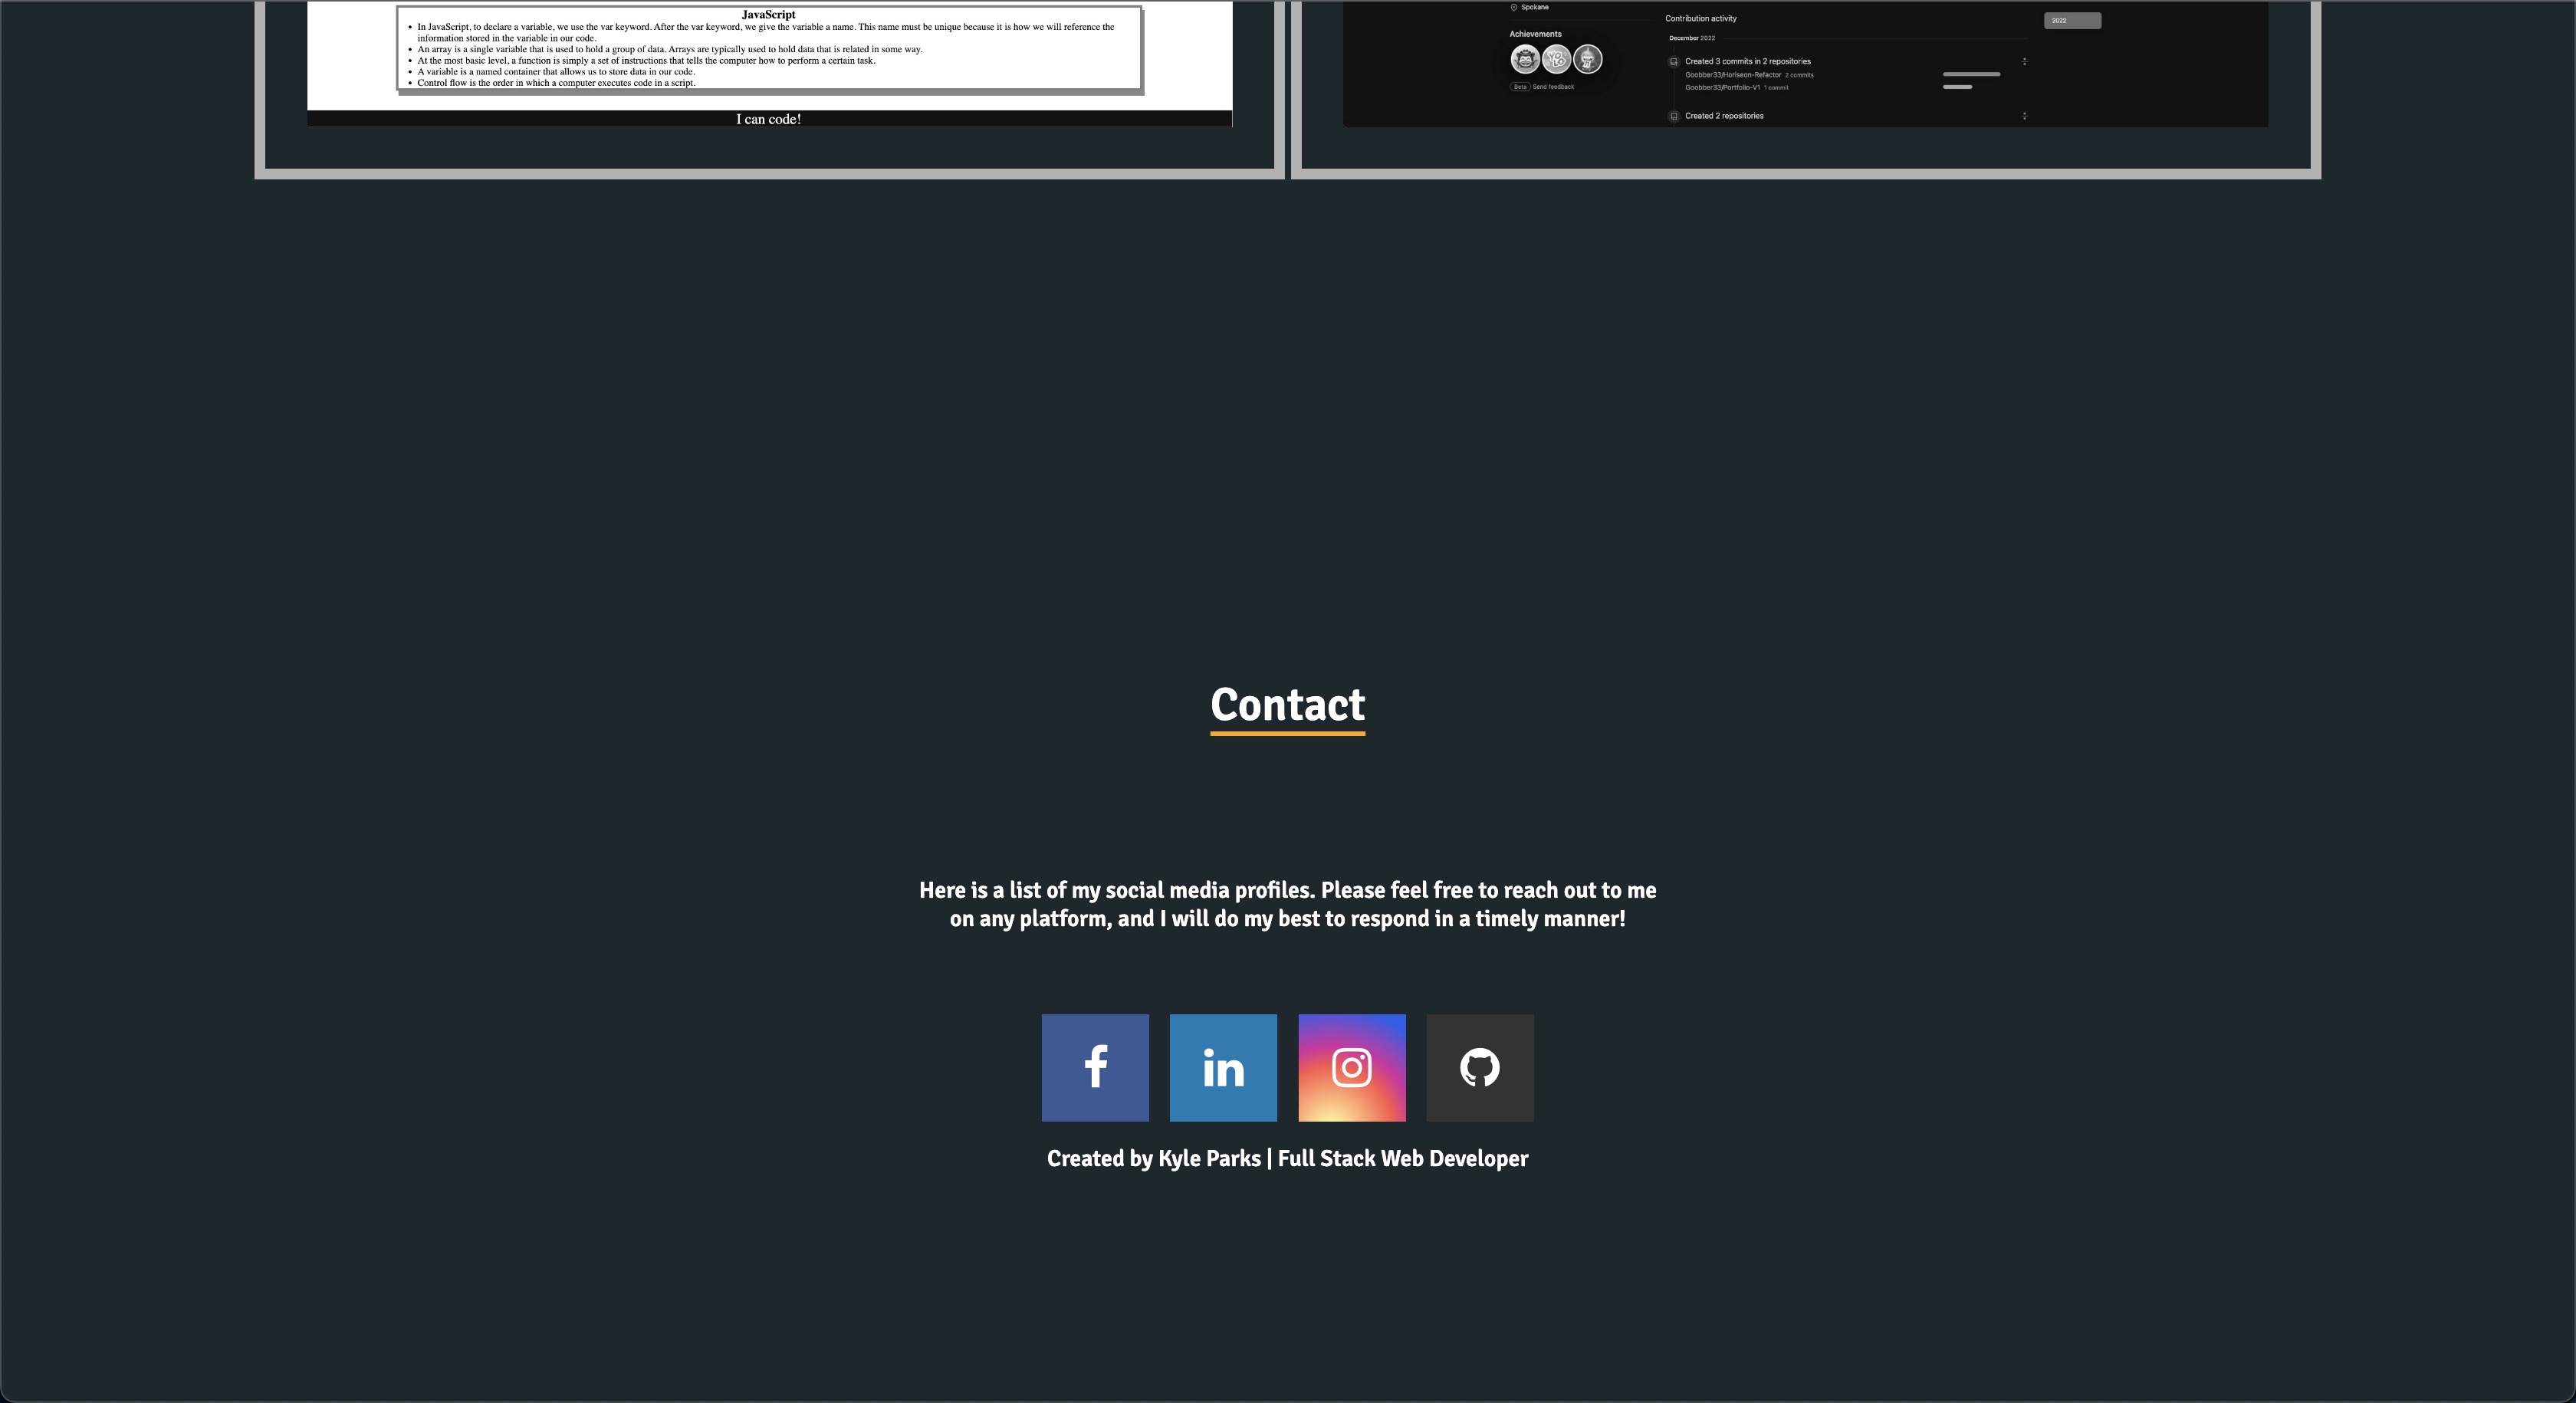 JavaScript
• In JavaScript, to declare a variable, we use the var keyword. After the var keyword, we give the variable a name. This name must be unique because it is how we will reference the
information stored in the variable in our code.
• An array is a single variable that is used to hold a group of data. Arrays are typically used to hold data that is related in some way.
• At the most basic level, a function is simply a set of instructions that tells the computer how to perform a certain task.
• A variable is a named container that allows us to store data in our code.
• Control flow is the order in which a computer executes code in a script.
I can code!
Spokane
Achievements
Beta Send feedback
Contribution activity
2022
December 2022
Created 3 commits in 2 repositories
Goobber33/Horiseon-Refactor 2 commits
Goobber33/Portfolio-V1 1 commit
Created 2 repositories
Contact
Here is a list of my social media profiles. Please feel free to reach out to me
on any platform, and I will do my best to respond in a timely manner!
f
in
Created by Kyle Parks | Full Stack Web Developer